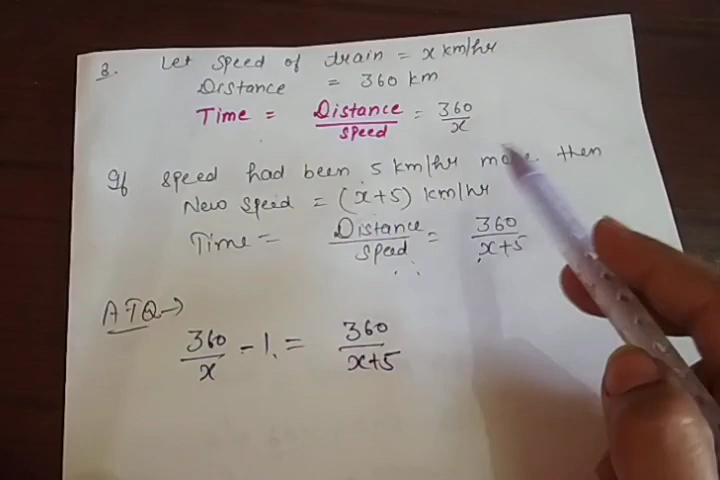 3. Let speed of train = x km/hr
Distance = 360 km
Time = Distance/speed = 360/x
If speed had been 5 km/hr more then
New speed = (x+5) km/hr
Time = Distance/speed = 360/x+5
ATQ→
360/x - 1 = 360/x+5